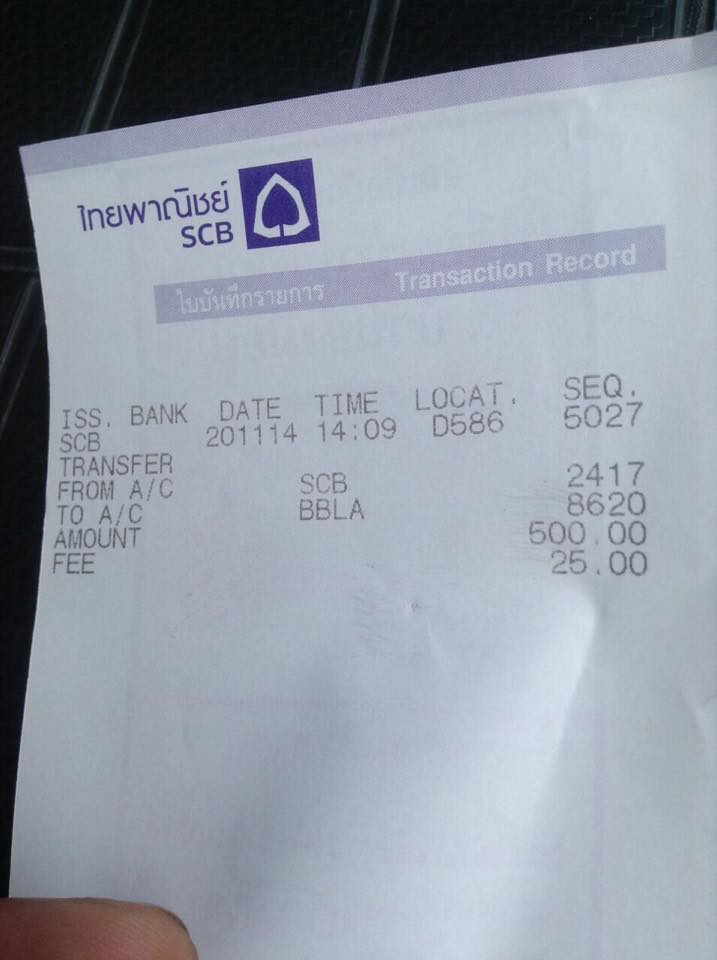 ไทยพาณิชย์
SCB
ใบบันทึกรายการ Transaction Record
ISS. BANK DATE TIME LOCAT. SEQ.
SCB 201114 14:09 D586 5027
TRANSFER
FROM A/C SCB 2417
TO A/C BBLA 8620
AMOUNT 500.00
FEE 25.00